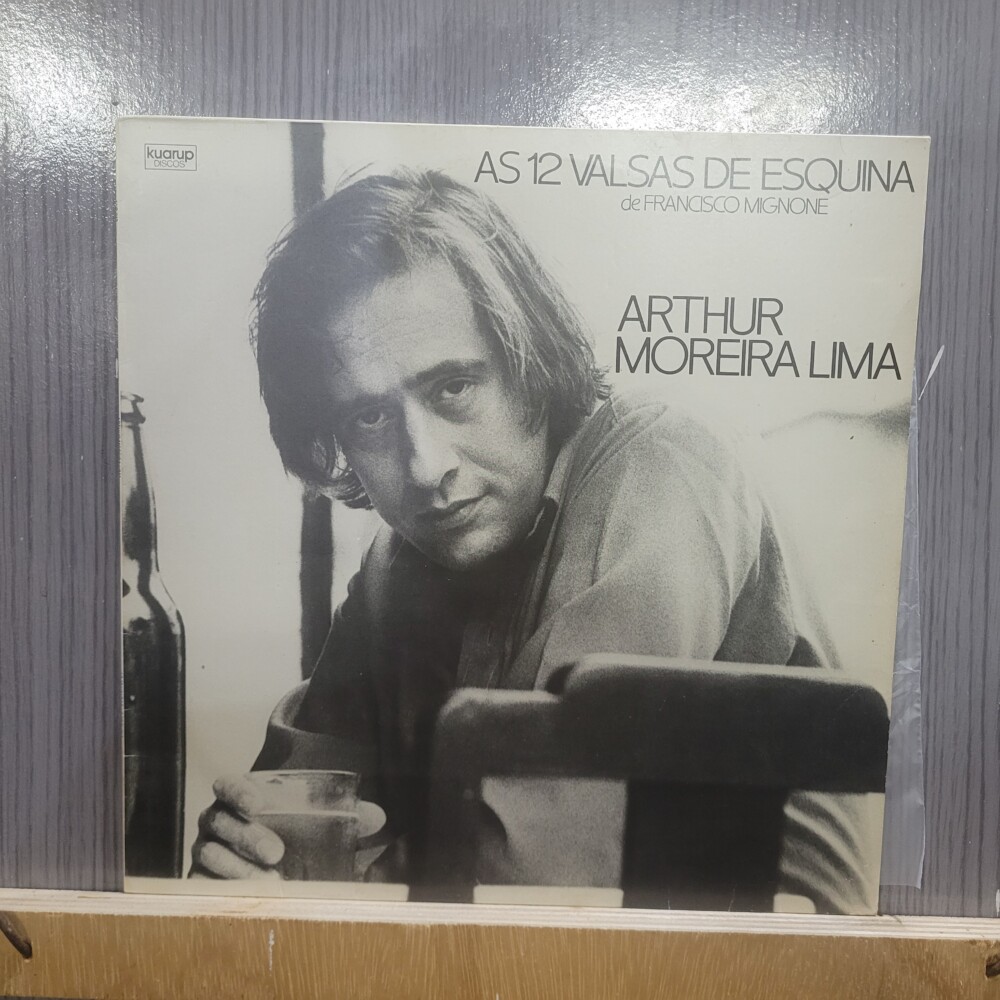 kuarup
DISCOS
AS 12 VALSAS DE ESQUINA
de FRANCISCO MIGNONE
ARTHUR
MOREIRA LIMA